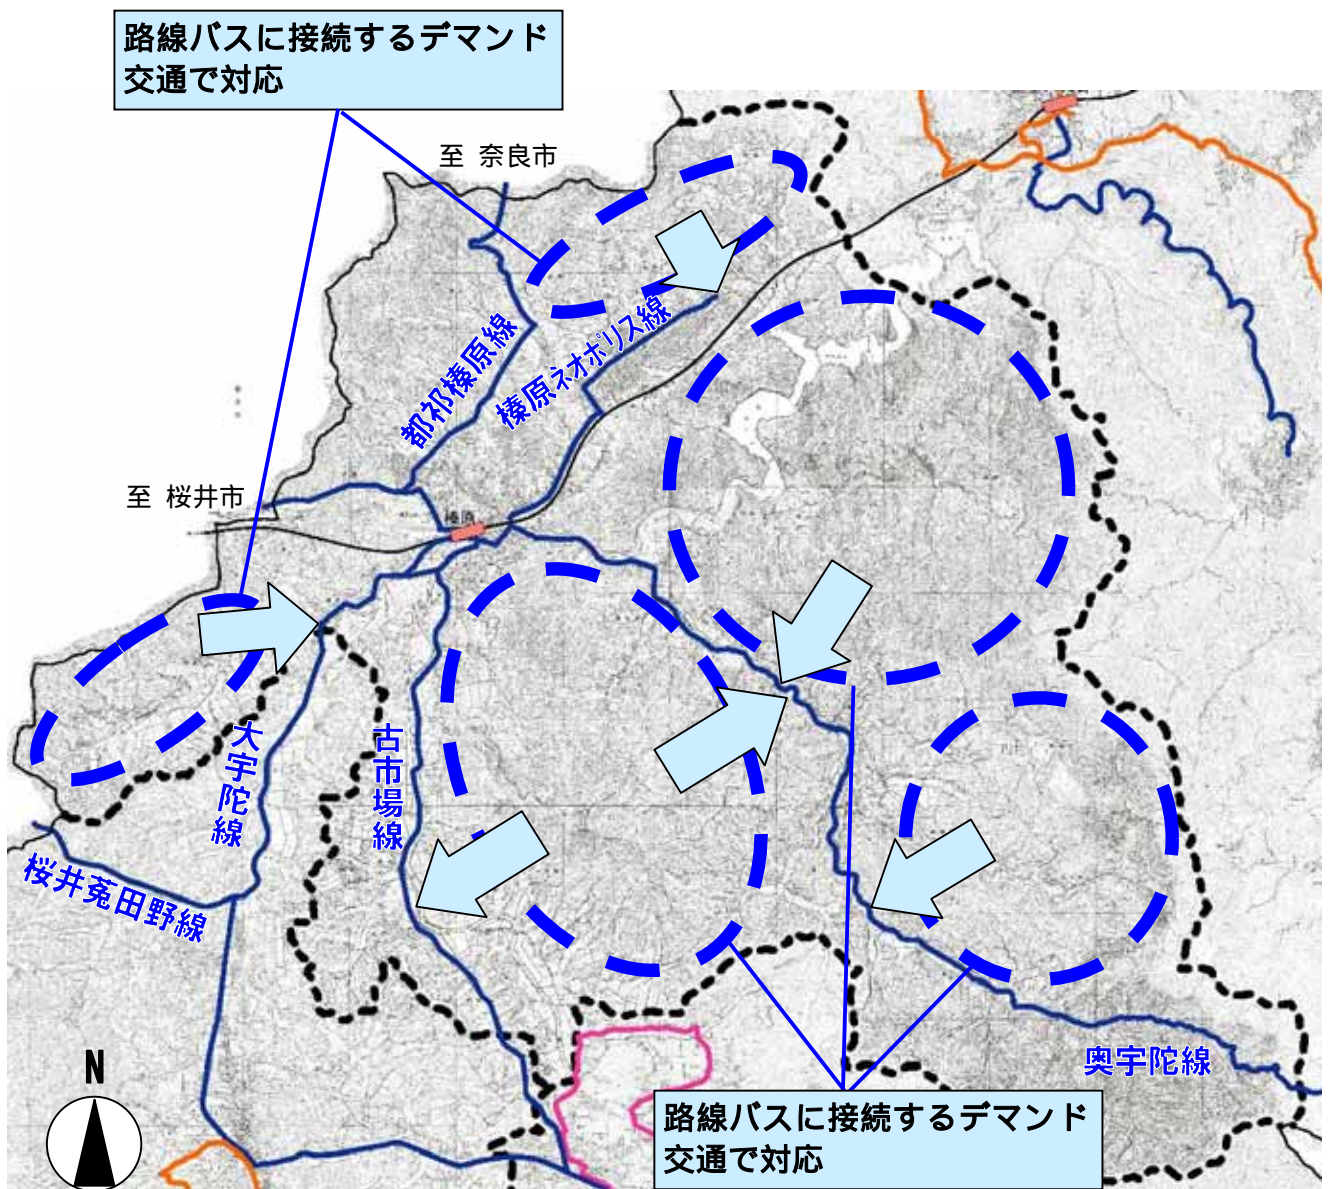 路線バスに接続するデマンド
交通で対応
至 奈良市
都祁榛原線
榛原ネオポリス線
至 桜井市
榛原
大宇陀線
古市場線
桜井菟田野線
奥宇陀線
N
路線バスに接続するデマンド
交通で対応